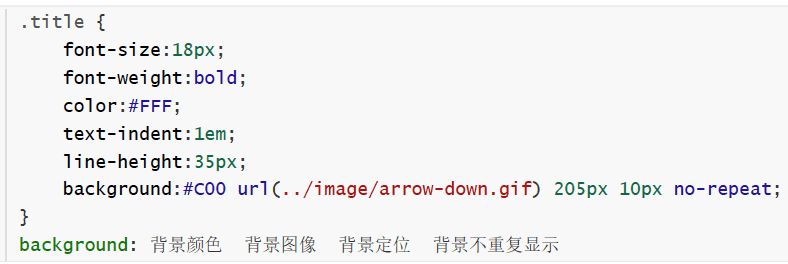 .title {
font-size:18px;
font-weight:bold;
color:#FFF;
text-indent:1em;
line-height:35px;
background:#C00 url(../image/arrow-down.gif) 205px 10px no-repeat;
}
background: 背景颜色 背景图像 背景定位 背景不重复显示